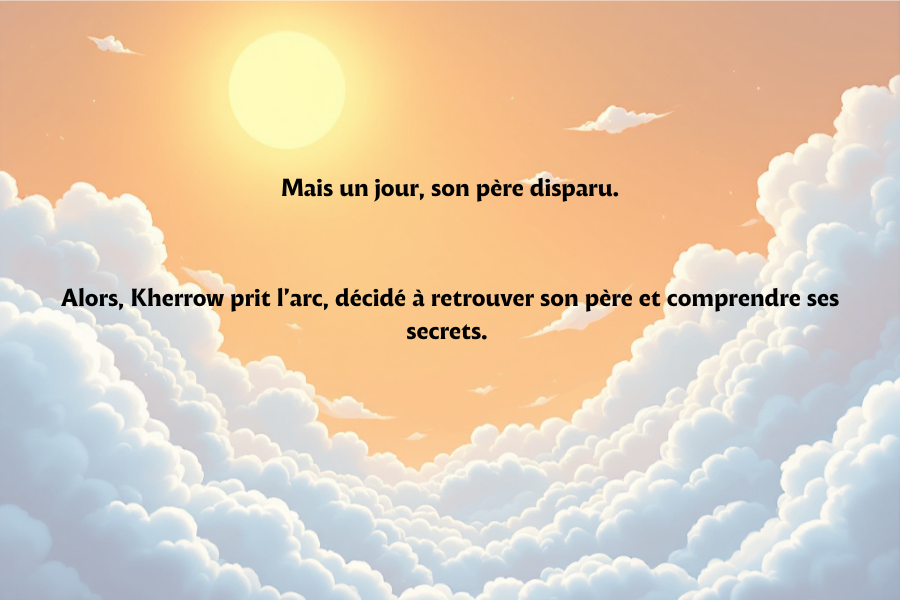 Mais un jour, son père disparu.
Alors, Kherrow prit l'arc, décidé à retrouver son père et comprendre ses
secrets.